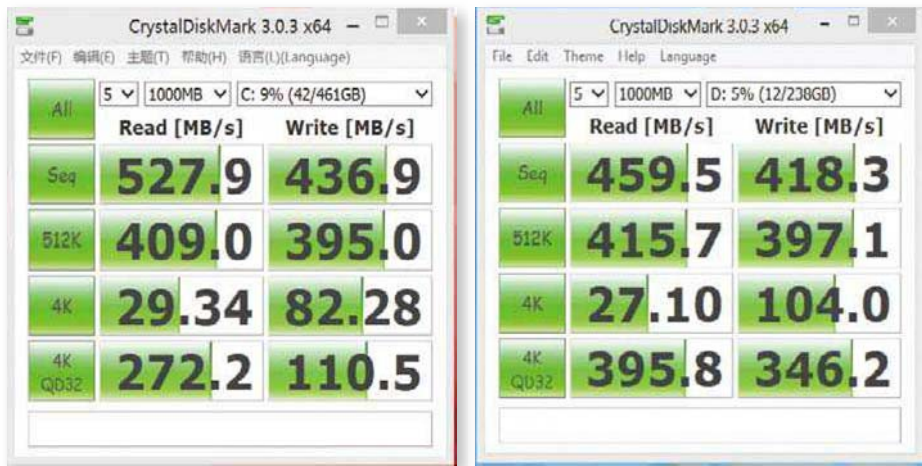 CrystalDiskMark 3.0.3 x64
文件(F) 编辑(E) 主题(T) 帮助(H) 语言(L)(Language)
All
5 1000MB C: 9% (42/461GB)
Read [MB/s] Write [MB/s]
Seq 527.9 436.9
512K 409.0 395.0
4K 29.34 82.28
4K
QD32 272.2 110.5
CrystalDiskMark 3.0.3 x64
File Edit Theme Help Language
All
5 1000MB D: 5% (12/238GB)
Read [MB/s] Write [MB/s]
Seq 459.5 418.3
512K 415.7 397.1
4K 27.10 104.0
4K
QD32 395.8 346.2